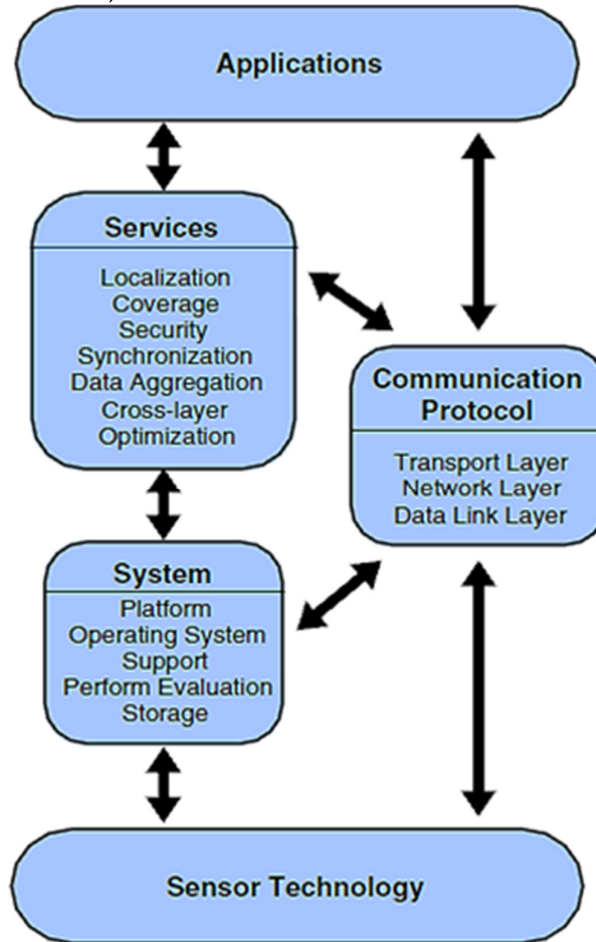 Applications
Services
Localization
Coverage
Security
Synchronization
Data Aggregation
Cross-layer
Optimization
Communication
Protocol
Transport Layer
Network Layer
Data Link Layer
System
Platform
Operating System
Support
Perform Evaluation
Storage
Sensor Technology